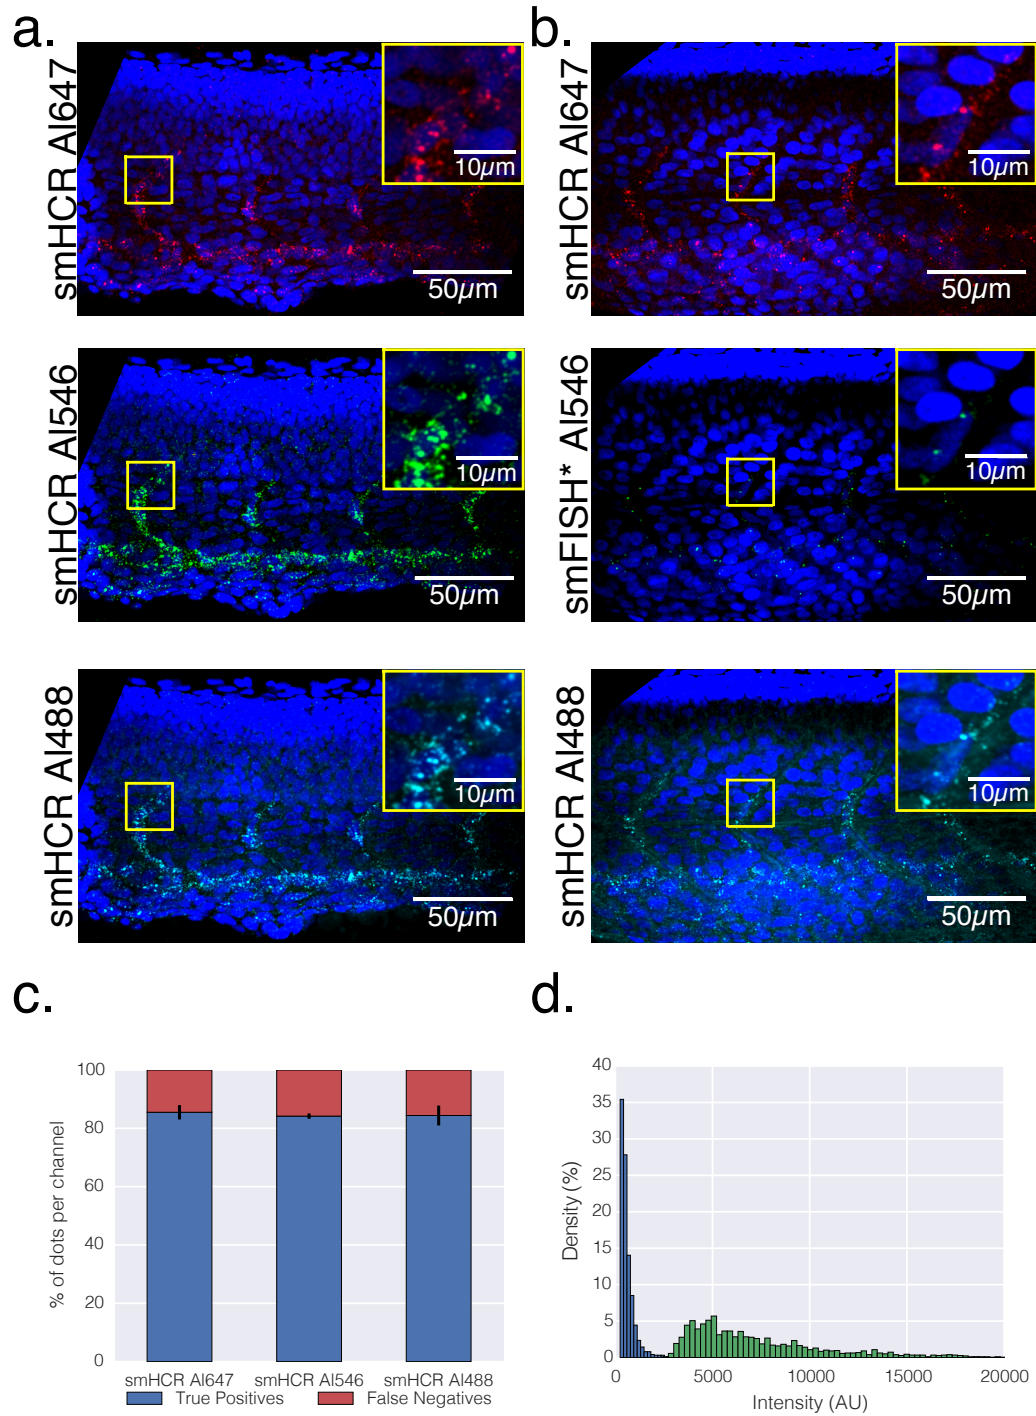 a.
smHCR Al647
10µm
50µm
smHCR Al546
10µm
50µm
smHCR Al488
10µm
50µm
b.
smHCR Al647
10µm
50µm
smFISH* Al546
10µm
50µm
smHCR Al488
10µm
50µm
c.
% of dots per channel
100
80
60
40
20
0
smHCR Al647 smHCR Al546 smHCR Al488
True Positives False Negatives
d.
Density (%)
40
35
30
25
20
15
10
5
0
0 5000 10000 15000 20000
Intensity (AU)